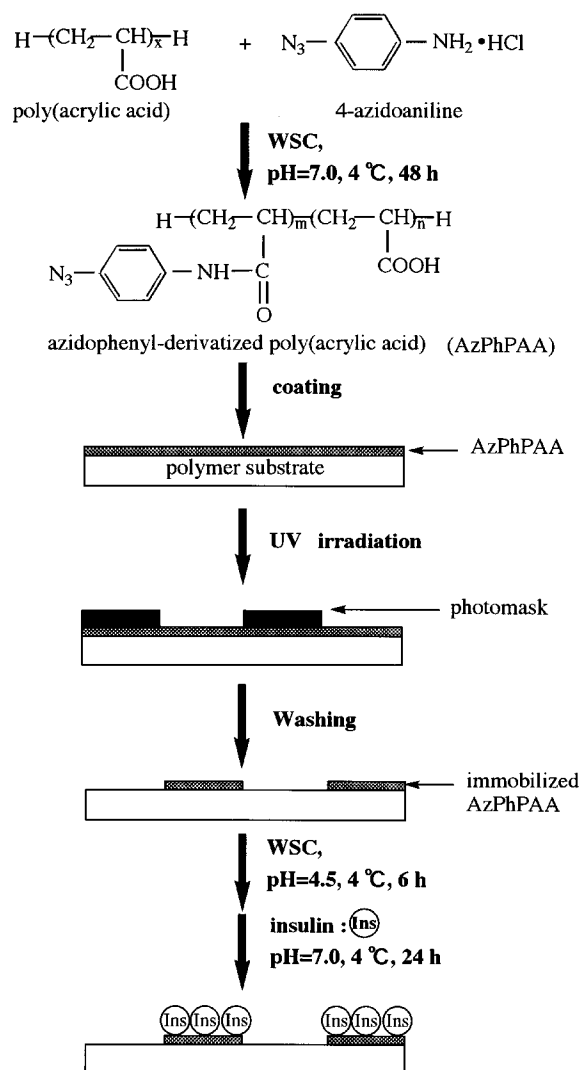 H-(CH₂-CH)x-H + N₃- -NH₂•HCl
COOH
poly(acrylic acid) 4-azidoaniline
WSC,
pH=7.0, 4 ℃, 48 h
H-(CH₂-CH)m(CH₂-CH)n-H
N₃- -NH-C COOH
O
azidophenyl-derivatized poly(acrylic acid) (AzPhPAA)
coating
AzPhPAA
polymer substrate
UV irradiation
photomask
Washing
immobilized
AzPhPAA
WSC,
pH=4.5, 4 ℃, 6 h
insulin : Ins
pH=7.0, 4 ℃, 24 h
Ins Ins Ins Ins Ins Ins